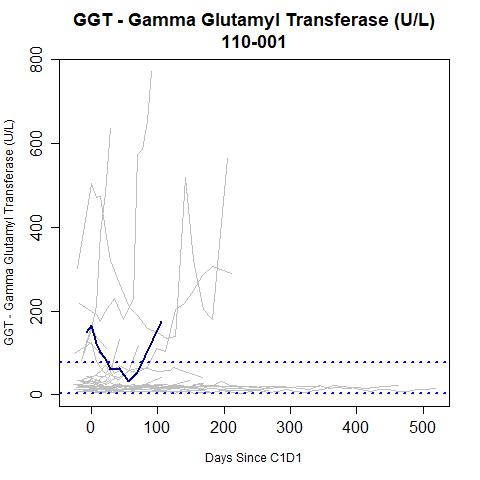 GGT - Gamma Glutamyl Transferase (U/L)
110-001
GGT - Gamma Glutamyl Transferase (U/L)
800
600
400
200
0
0 100 200 300 400 500
Days Since C1D1